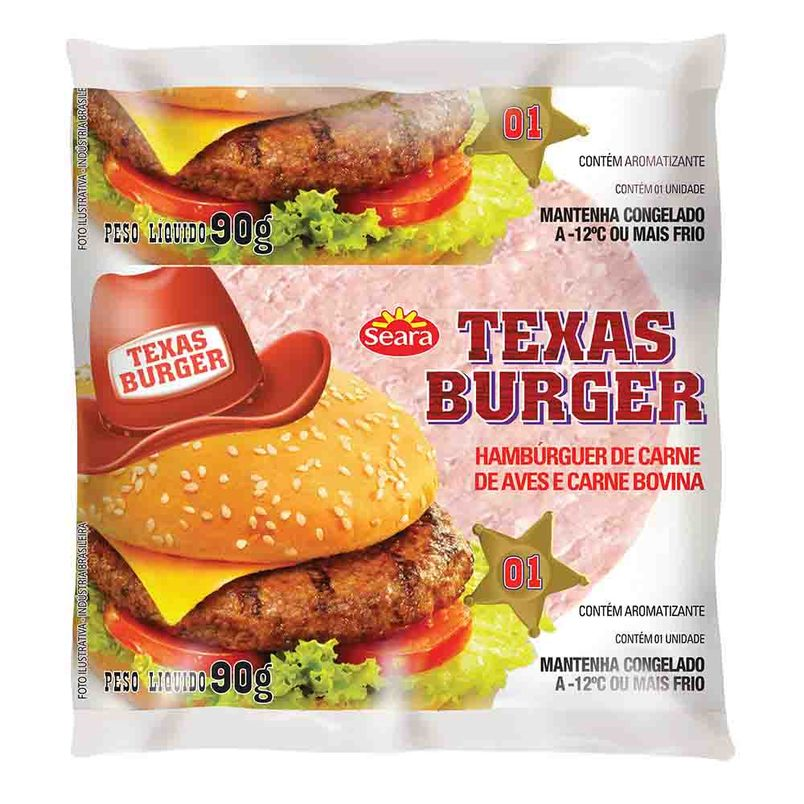 FOTO ILUSTRATIVA - INDÚSTRIA BRASILE
01
CONTÉM AROMATIZANTE
CONTÉM 01 UNIDADE
MANTENHA CONGELADO
A -12ºC OU MAIS FRIO
PESO LÍQUIDO 90g
TEXAS
BURGER
Seara
TEXAS
BURGER
HAMBÚRGUER DE CARNE
DE AVES E CARNE BOVINA
FOTO ILUSTRATIVA - INDÚSTRIA BRASILEIRA
01
CONTÉM AROMATIZANTE
CONTÉM 01 UNIDADE
MANTENHA CONGELADO
A -12ºC OU MAIS FRIO
PESO LÍQUIDO 90g